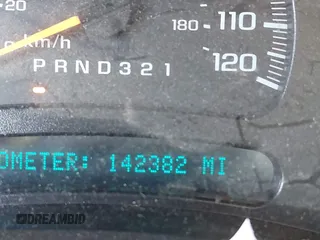 20
180 110
km/h
PRND321
120
OMETER: 142382 MI
DREAMBID